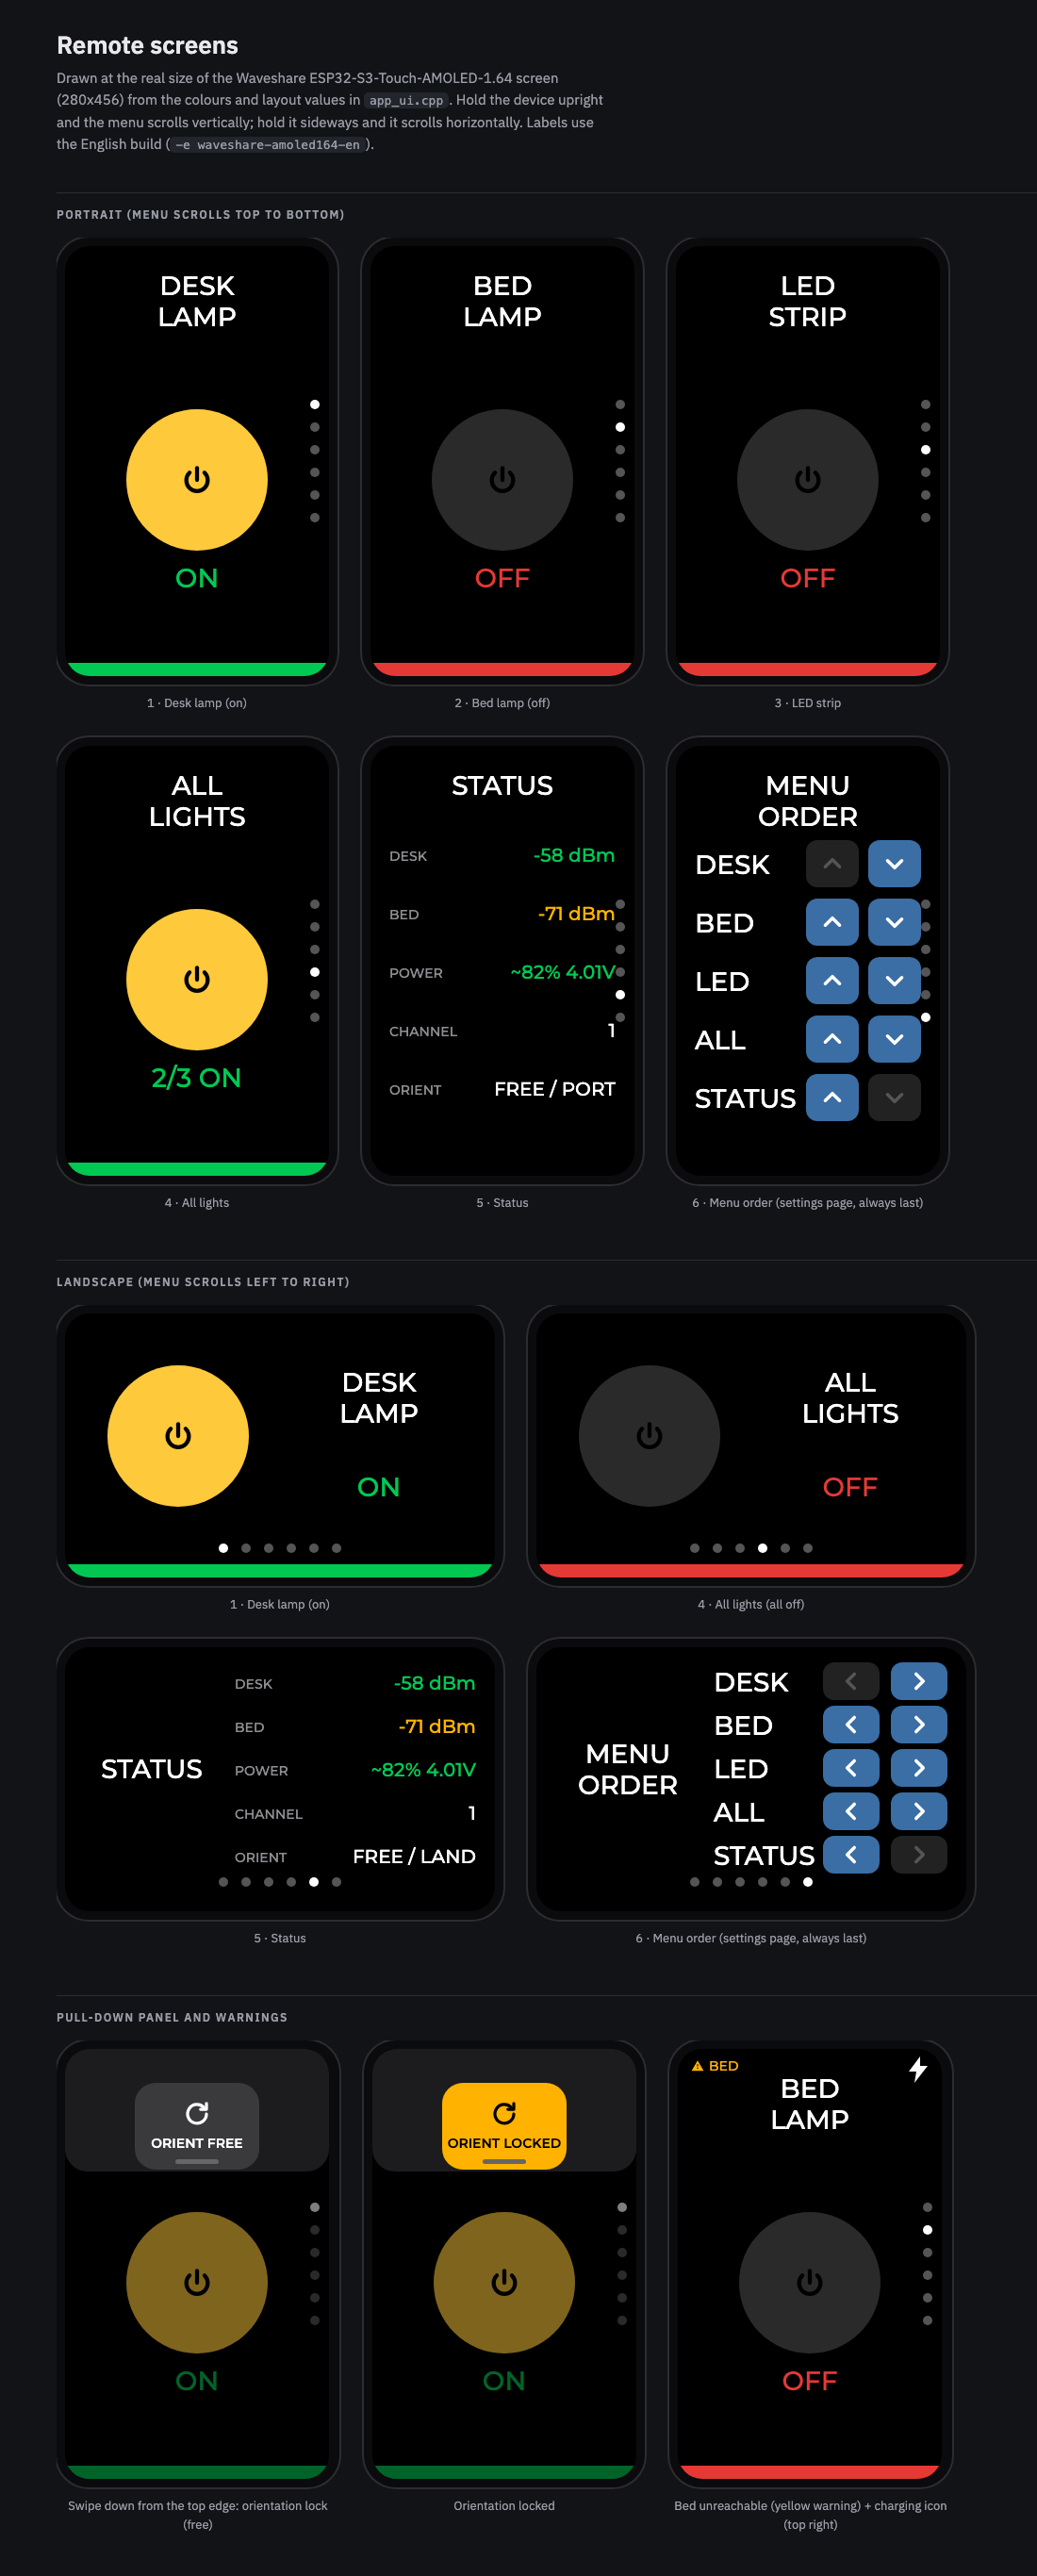 Remote screens
Drawn at the real size of the Waveshare ESP32-S3-Touch-AMOLED-1.64 screen
(280x456) from the colours and layout values in app_ui.cpp. Hold the device upright
and the menu scrolls vertically; hold it sideways and it scrolls horizontally. Labels use
the English build (-e waveshare-amoled164-en).
PORTRAIT (MENU SCROLLS TOP TO BOTTOM)
DESK
LAMP
ON
1 · Desk lamp (on)
BED
LAMP
OFF
2 · Bed lamp (off)
LED
STRIP
OFF
3 · LED strip
ALL
LIGHTS
2/3 ON
4 · All lights
STATUS
DESK -58 dBm
BED -71 dBm
POWER ~82% 4.01V
CHANNEL 1
ORIENT FREE / PORT
5 · Status
MENU
ORDER
DESK
BED
LED
ALL
STATUS
6 · Menu order (settings page, always last)
LANDSCAPE (MENU SCROLLS LEFT TO RIGHT)
DESK
LAMP
ON
1 · Desk lamp (on)
ALL
LIGHTS
OFF
4 · All lights (all off)
STATUS
DESK -58 dBm
BED -71 dBm
POWER ~82% 4.01V
CHANNEL 1
ORIENT FREE / LAND
5 · Status
MENU
ORDER
DESK
BED
LED
ALL
STATUS
6 · Menu order (settings page, always last)
PULL-DOWN PANEL AND WARNINGS
ORIENT FREE
ON
Swipe down from the top edge: orientation lock
(free)
ORIENT LOCKED
ON
Orientation locked
BED
BED
LAMP
OFF
Bed unreachable (yellow warning) + charging icon
(top right)